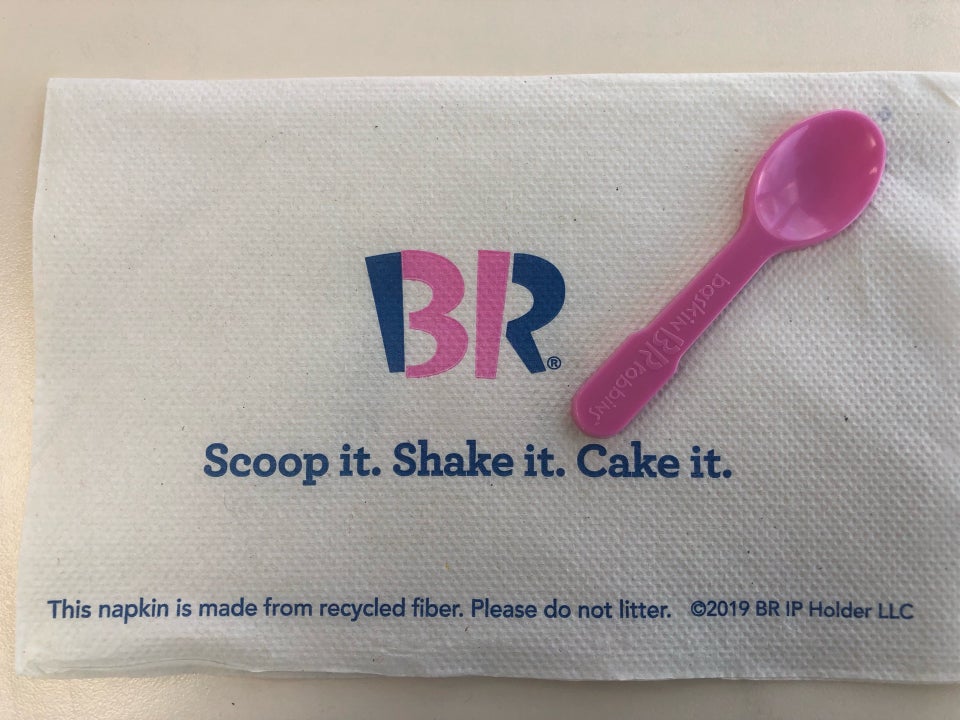 BR®
baskin BR robbins
Scoop it. Shake it. Cake it.
This napkin is made from recycled fiber. Please do not litter. ©2019 BR IP Holder LLC